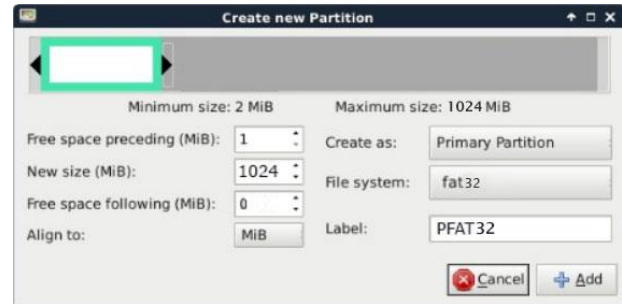 Create new Partition
Minimum size: 2 MiB Maximum size: 1024 MiB
Free space preceding (MiB): 1 Create as: Primary Partition
New size (MiB): 1024 File system: fat32
Free space following (MiB): 0
Align to: MiB Label: PFAT32
Cancel Add